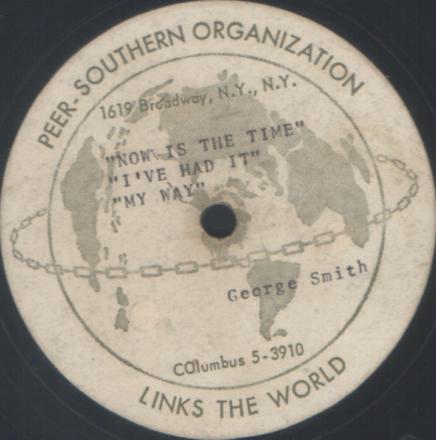 PEER-SOUTHERN ORGANIZATION
1619 Broadway, N.Y., N.Y.
"NOW IS THE TIME"
"I'VE HAD IT"
"MY WAY"
George Smith
COlumbus 5-3910
LINKS THE WORLD